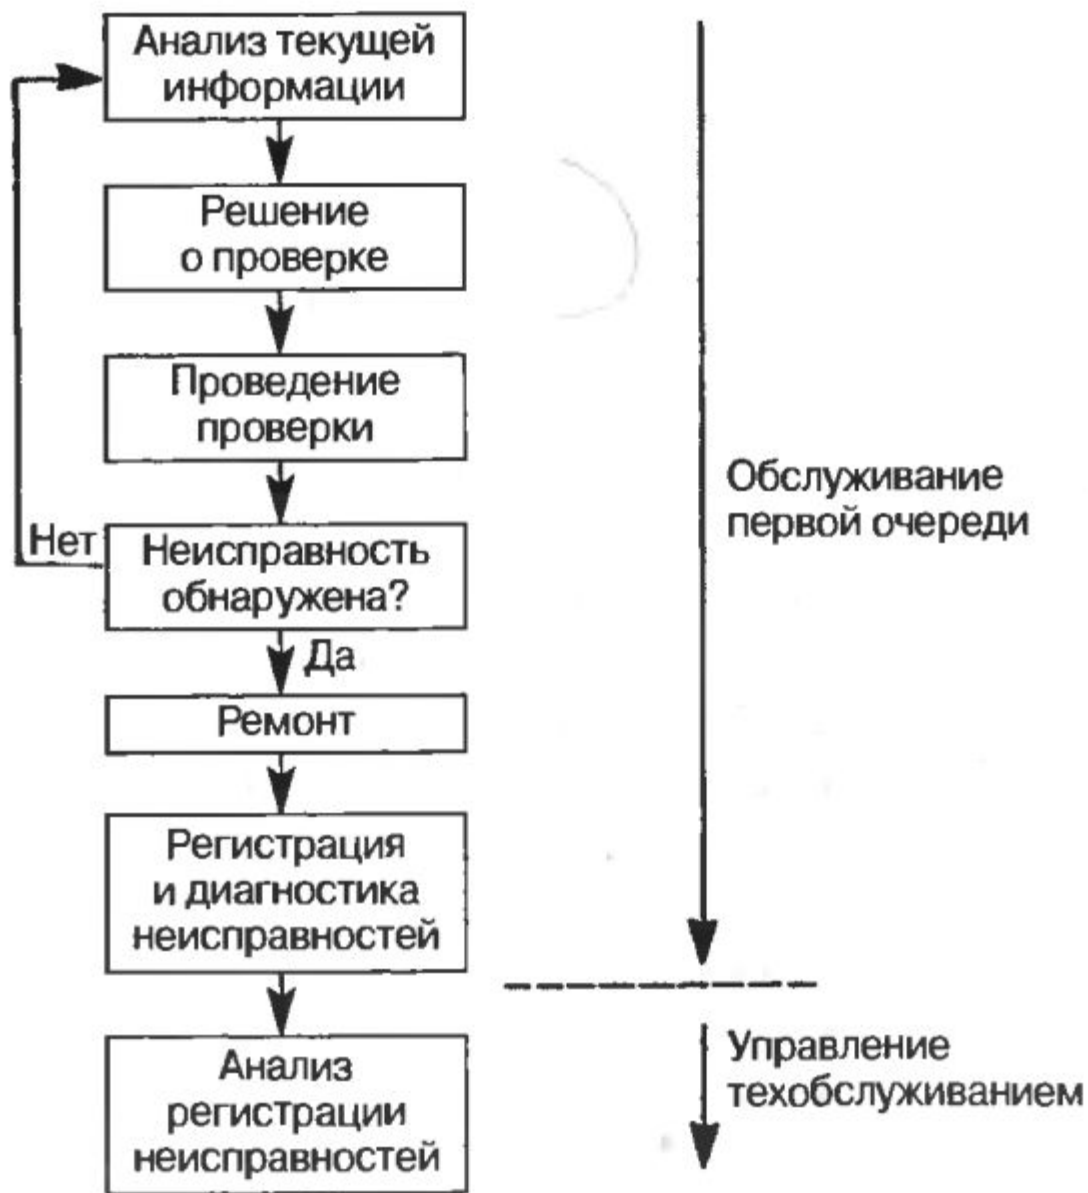 Анализ текущей
информации
Решение
о проверке
Проведение
проверки
Нет
Неисправность
обнаружена?
Да
Ремонт
Регистрация
и диагностика
неисправностей
Анализ
регистрации
неисправностей
Обслуживание
первой очереди
Управление
техобслуживанием